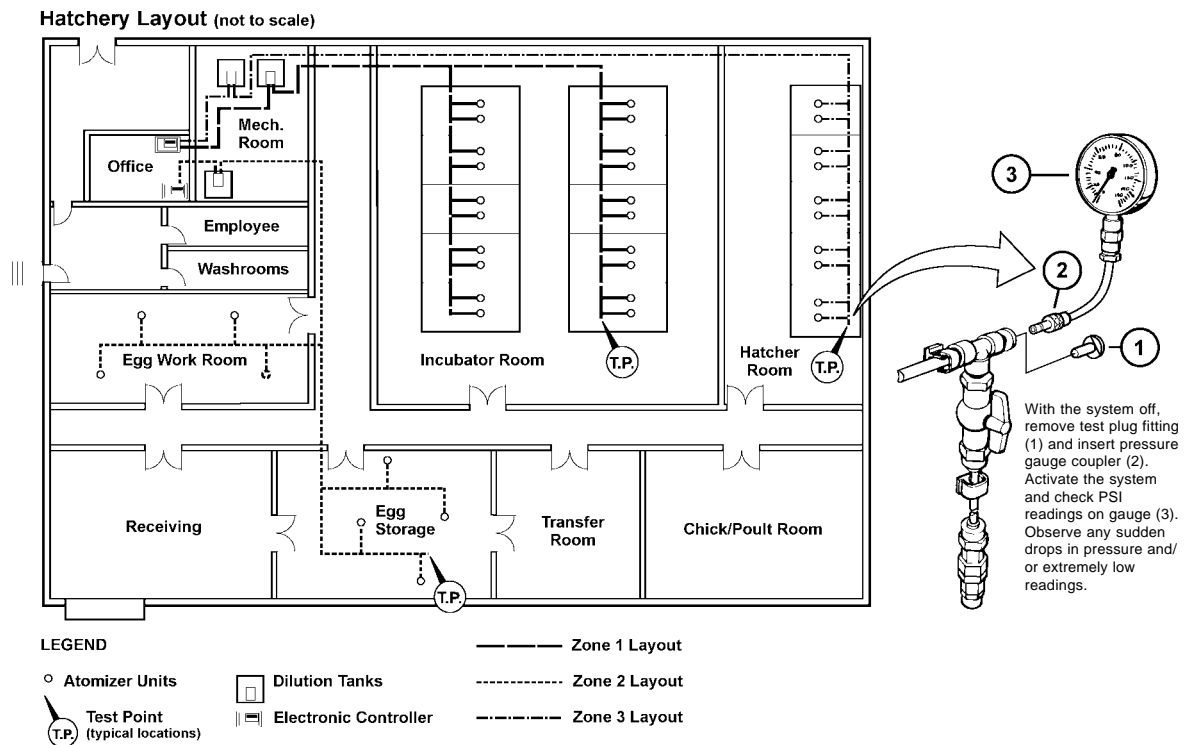 Hatchery Layout (not to scale)
Mech.
Room
Office
Employee
Washrooms
Egg Work Room
Incubator Room
T.P.
Hatcher
Room
T.P.
3
2
1
With the system off,
remove test plug fitting
(1) and insert pressure
gauge coupler (2).
Activate the system
and check PSI
readings on gauge (3).
Observe any sudden
drops in pressure and/
or extremely low
readings.
Receiving
Egg
Storage
Transfer
Room
Chick/Poult Room
T.P.
LEGEND
Atomizer Units
T.P.
Test Point
(typical locations)
Dilution Tanks
Electronic Controller
Zone 1 Layout
Zone 2 Layout
Zone 3 Layout